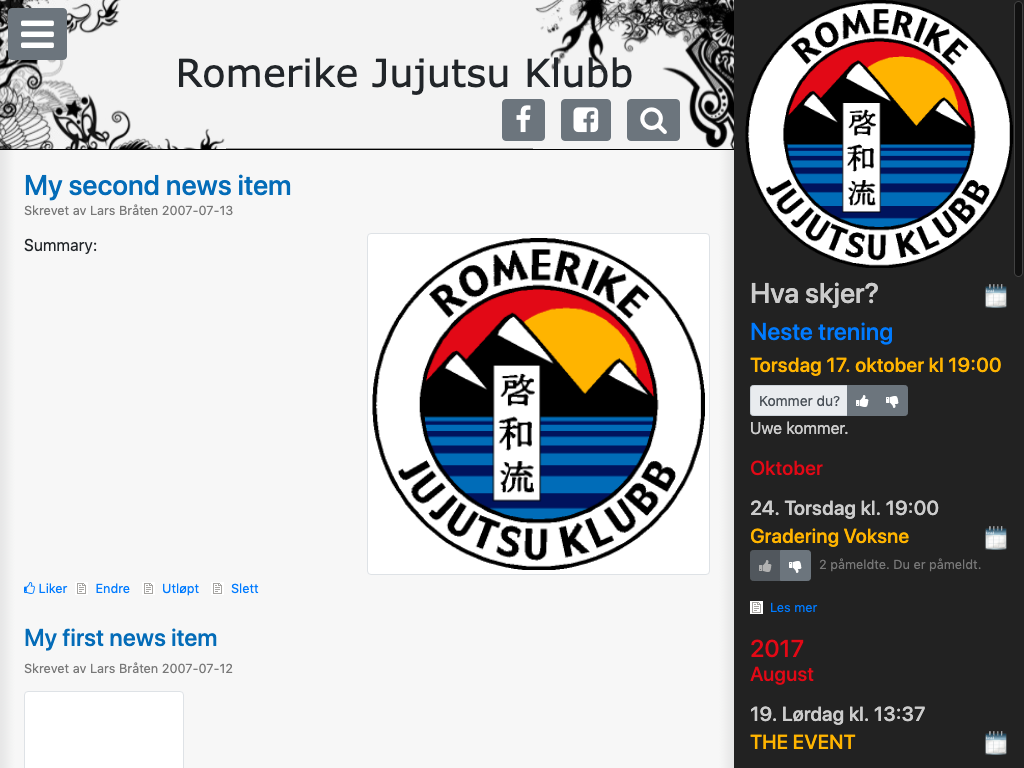 Romerike Jujutsu Klubb
My second news item
Skrevet av Lars Bråten 2007-07-13
Summary:
ROMERIKE
啓和流
JUJUTSU KLUBB
Liker Endre Utløpt Slett
My first news item
Skrevet av Lars Bråten 2007-07-12
ROMERIKE
啓和流
JUJUTSU KLUBB
Hva skjer?
Neste trening
Torsdag 17. oktober kl 19:00
Kommer du?
Uwe kommer.
Oktober
24. Torsdag kl. 19:00
Gradering Voksne
2 påmeldte. Du er påmeldt.
Les mer
2017
August
19. Lørdag kl. 13:37
THE EVENT